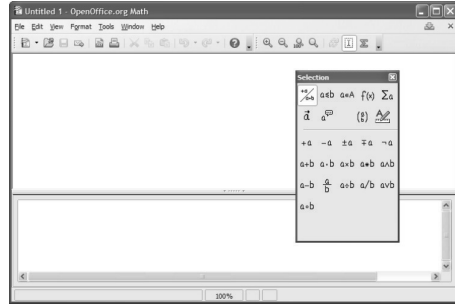 Untitled 1 - OpenOffice.org Math
File Edit View Format Tools Window Help
Selection
+a/a+b a≤b a∈A f(x) Σa
+a -a ±a ∓a ¬a
a+b a·b a×b a∗b a∧b
a-b a/b a÷b a/b a∨b
a∘b
100%